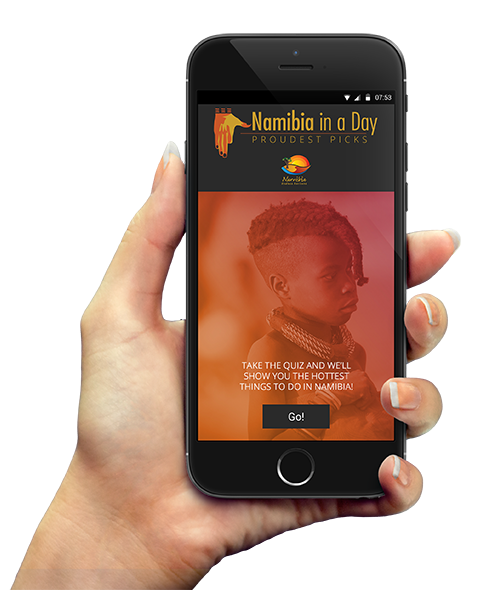 07:53
Namibia in a Day
PROUDEST PICKS
Namibia
TAKE THE QUIZ AND WE'LL
SHOW YOU THE HOTTEST
THINGS TO DO IN NAMIBIA!
Go!